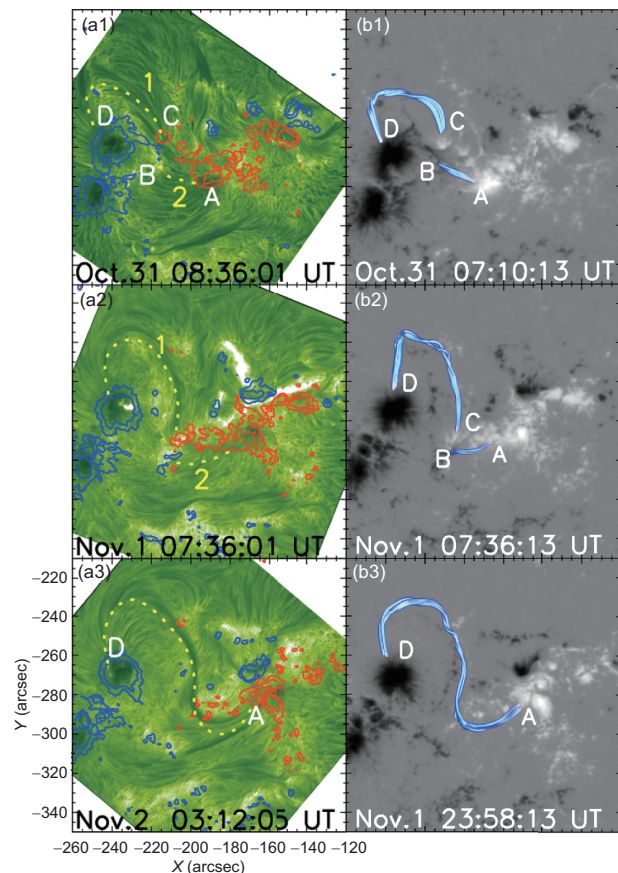 (a1)
1
D
C
B
2
A
Oct.31 08:36:01 UT
(b1)
D
C
B
A
Oct.31 07:10:13 UT
(a2)
1
2
Nov.1 07:36:01 UT
(b2)
D
C
B
A
Nov.1 07:36:13 UT
(a3)
D
A
Nov.2 03:12:05 UT
(b3)
D
A
Nov.1 23:58:13 UT
−220
−240
−260
−280
−300
−320
−340
Y (arcsec)
−260 −240 −220 −200 −180 −160 −140 −120
X (arcsec)